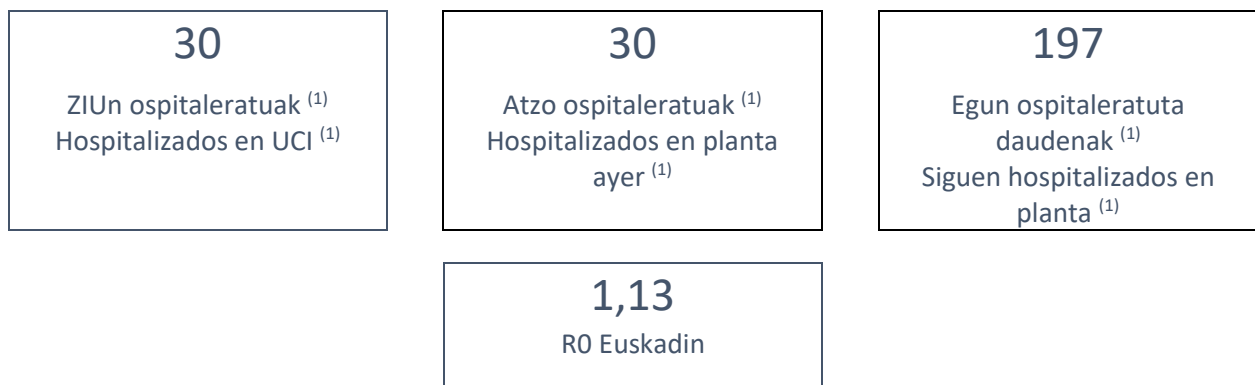 30
ZIUn ospitaleratuak (1)
Hospitalizados en UCI (1)
30
Atzo ospitaleratuak (1)
Hospitalizados en planta
ayer (1)
197
Egun ospitaleratuta
daudenak (1)
Siguen hospitalizados en
planta (1)
1,13
R0 Euskadin